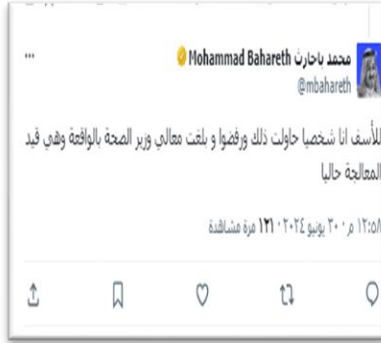 محمد باحارث Mohammad Bahareth
@mbahareth
للأسف انا شخصيا حاولت ذلك ورفضوا و بلغت معالي وزير الصحة بالواقعة وهي قيد
المعالجة حاليا
١٢:٥٨ م · ٣٠ يونيو ٢٠٢٤ · ١٢١ مرة مشاهدة